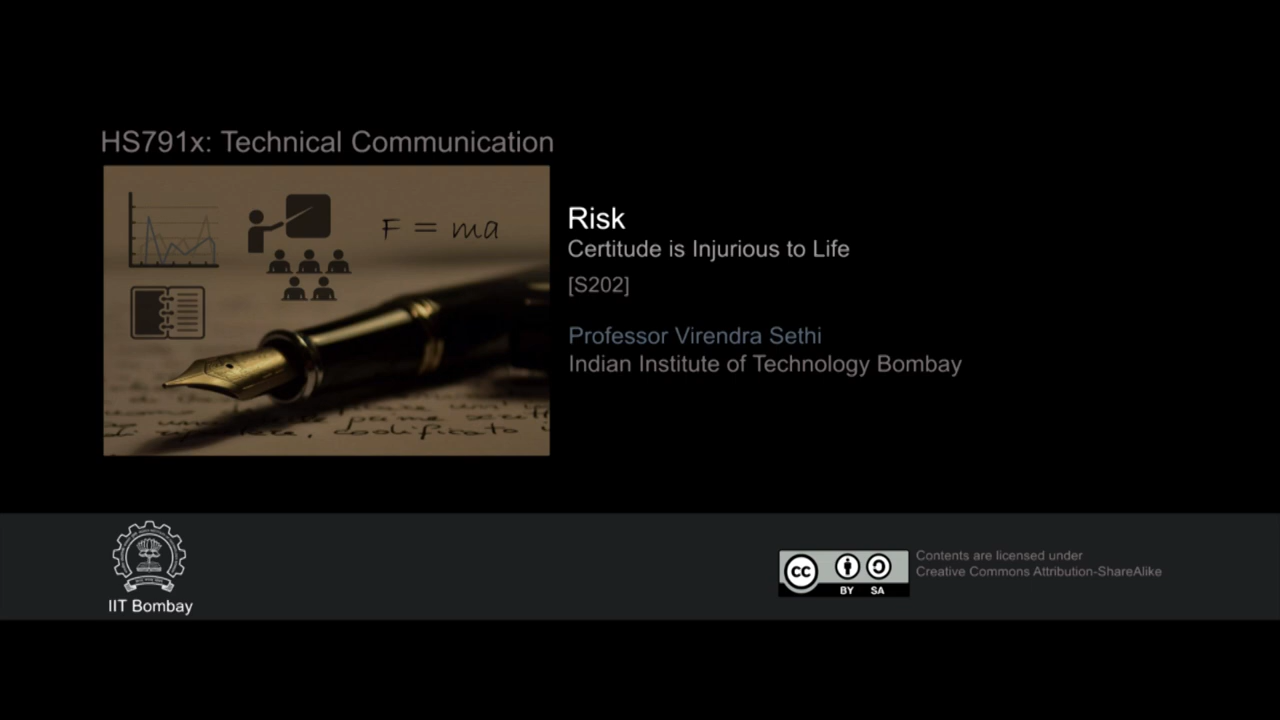 HS791x: Technical Communication
F = ma
Risk
Certitude is Injurious to Life
[S202]
Professor Virendra Sethi
Indian Institute of Technology Bombay
IIT Bombay
cc
BY SA
Contents are licensed under
Creative Commons Attribution-ShareAlike